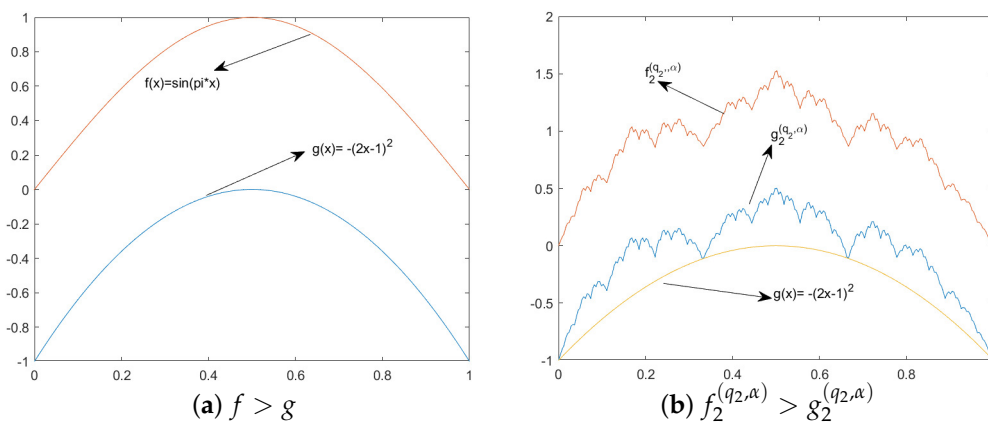 1
0.8
0.6
0.4
0.2
0
-0.2
-0.4
-0.6
-0.8
-1
0 0.2 0.4 0.6 0.8 1
f(x)=sin(pi*x)
g(x)= -(2x-1)^2
(a) f > g
2
1.5
1
0.5
0
-0.5
-1
0 0.2 0.4 0.6 0.8
f_2^{(q_2,,α)}
g_2^{(q_2,α)}
g(x)= -(2x-1)^2
(b) f_2^{(q_2,α)} > g_2^{(q_2,α)}